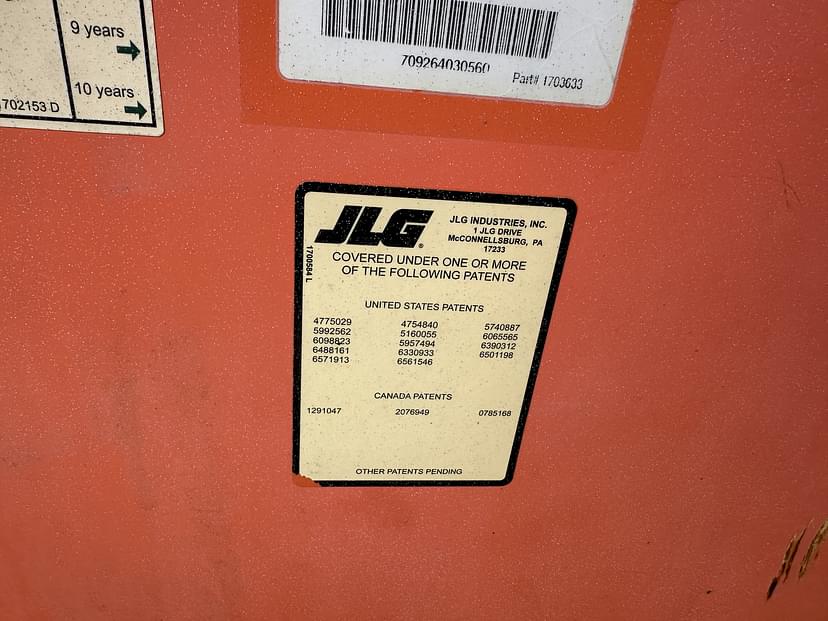 9 years
10 years
702153 D
709264030560
Part# 1703633
JLG®
JLG INDUSTRIES, INC.
1 JLG DRIVE
McCONNELLSBURG, PA
17233
1700584 L
COVERED UNDER ONE OR MORE
OF THE FOLLOWING PATENTS
UNITED STATES PATENTS
4775029 4754840 5740887
5992562 5160055 6065565
6098823 5957494 6390312
6488161 6330933 6501198
6571913 6561546
CANADA PATENTS
1291047 2076949 0785168
OTHER PATENTS PENDING